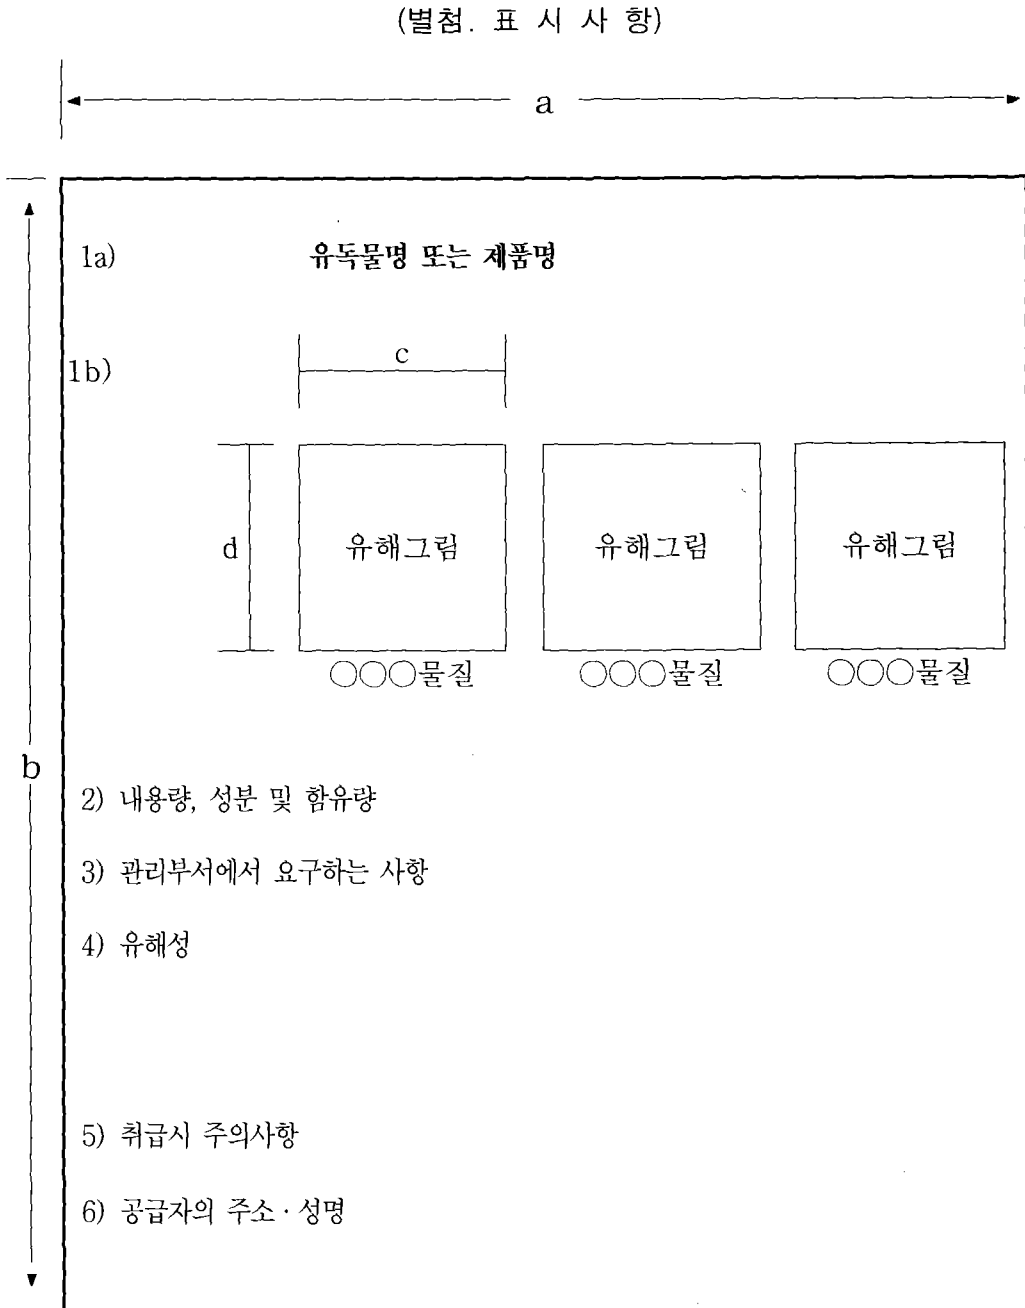 (별첨. 표 시 사 항)
a
1a) 유독물명 또는 제품명
1b)
c
d
유해그림 유해그림 유해그림
○○○물질 ○○○물질 ○○○물질
b
2) 내용량, 성분 및 함유량
3) 관리부서에서 요구하는 사항
4) 유해성
5) 취급시 주의사항
6) 공급자의 주소·성명